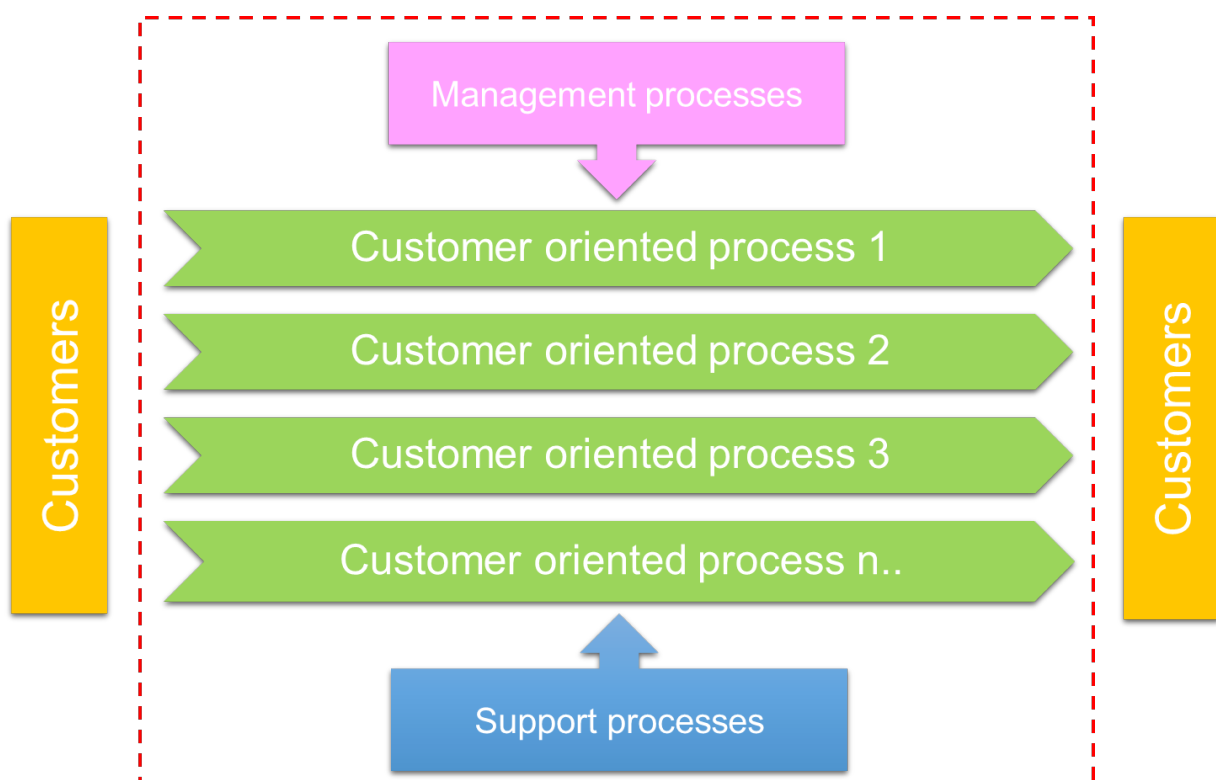 Management processes
Customers
Customer oriented process 1
Customer oriented process 2
Customer oriented process 3
Customer oriented process n..
Customers
Support processes